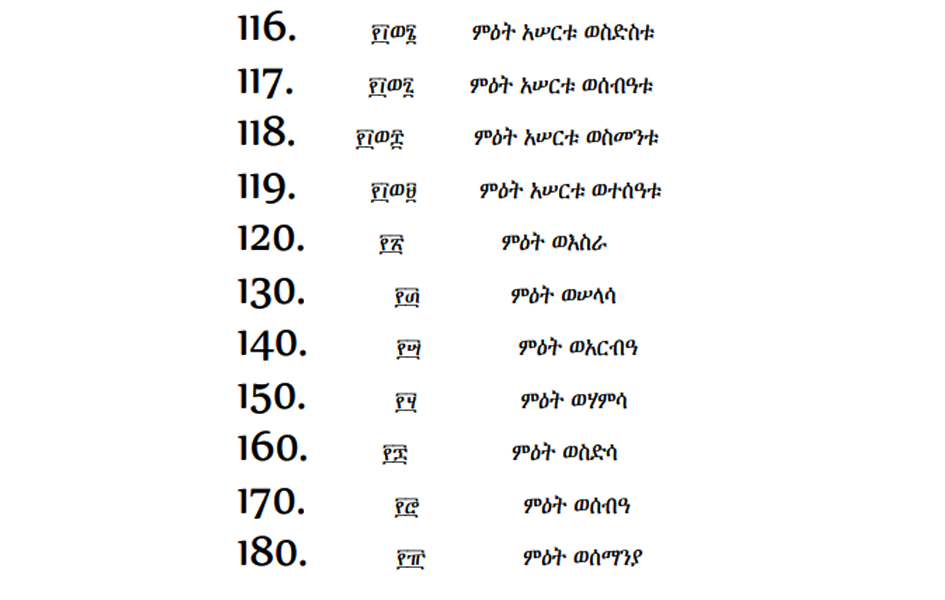 116. ፻፲ወ፮ ምዕት አሠርቱ ወስድስቱ
117. ፻፲ወ፯ ምዕት አሠርቱ ወሰብዓቱ
118. ፻፲ወ፰ ምዕት አሠርቱ ወስመንቱ
119. ፻፲ወ፱ ምዕት አሠርቱ ወተሰዓቱ
120. ፻፳ ምዕት ወእስራ
130. ፻፴ ምዕት ወሠላሳ
140. ፻፵ ምዕት ወአርብዓ
150. ፻፶ ምዕት ወሃምሳ
160. ፻፷ ምዕት ወስድሳ
170. ፻፸ ምዕት ወሰብዓ
180. ፻፹ ምዕት ወሰማንያ